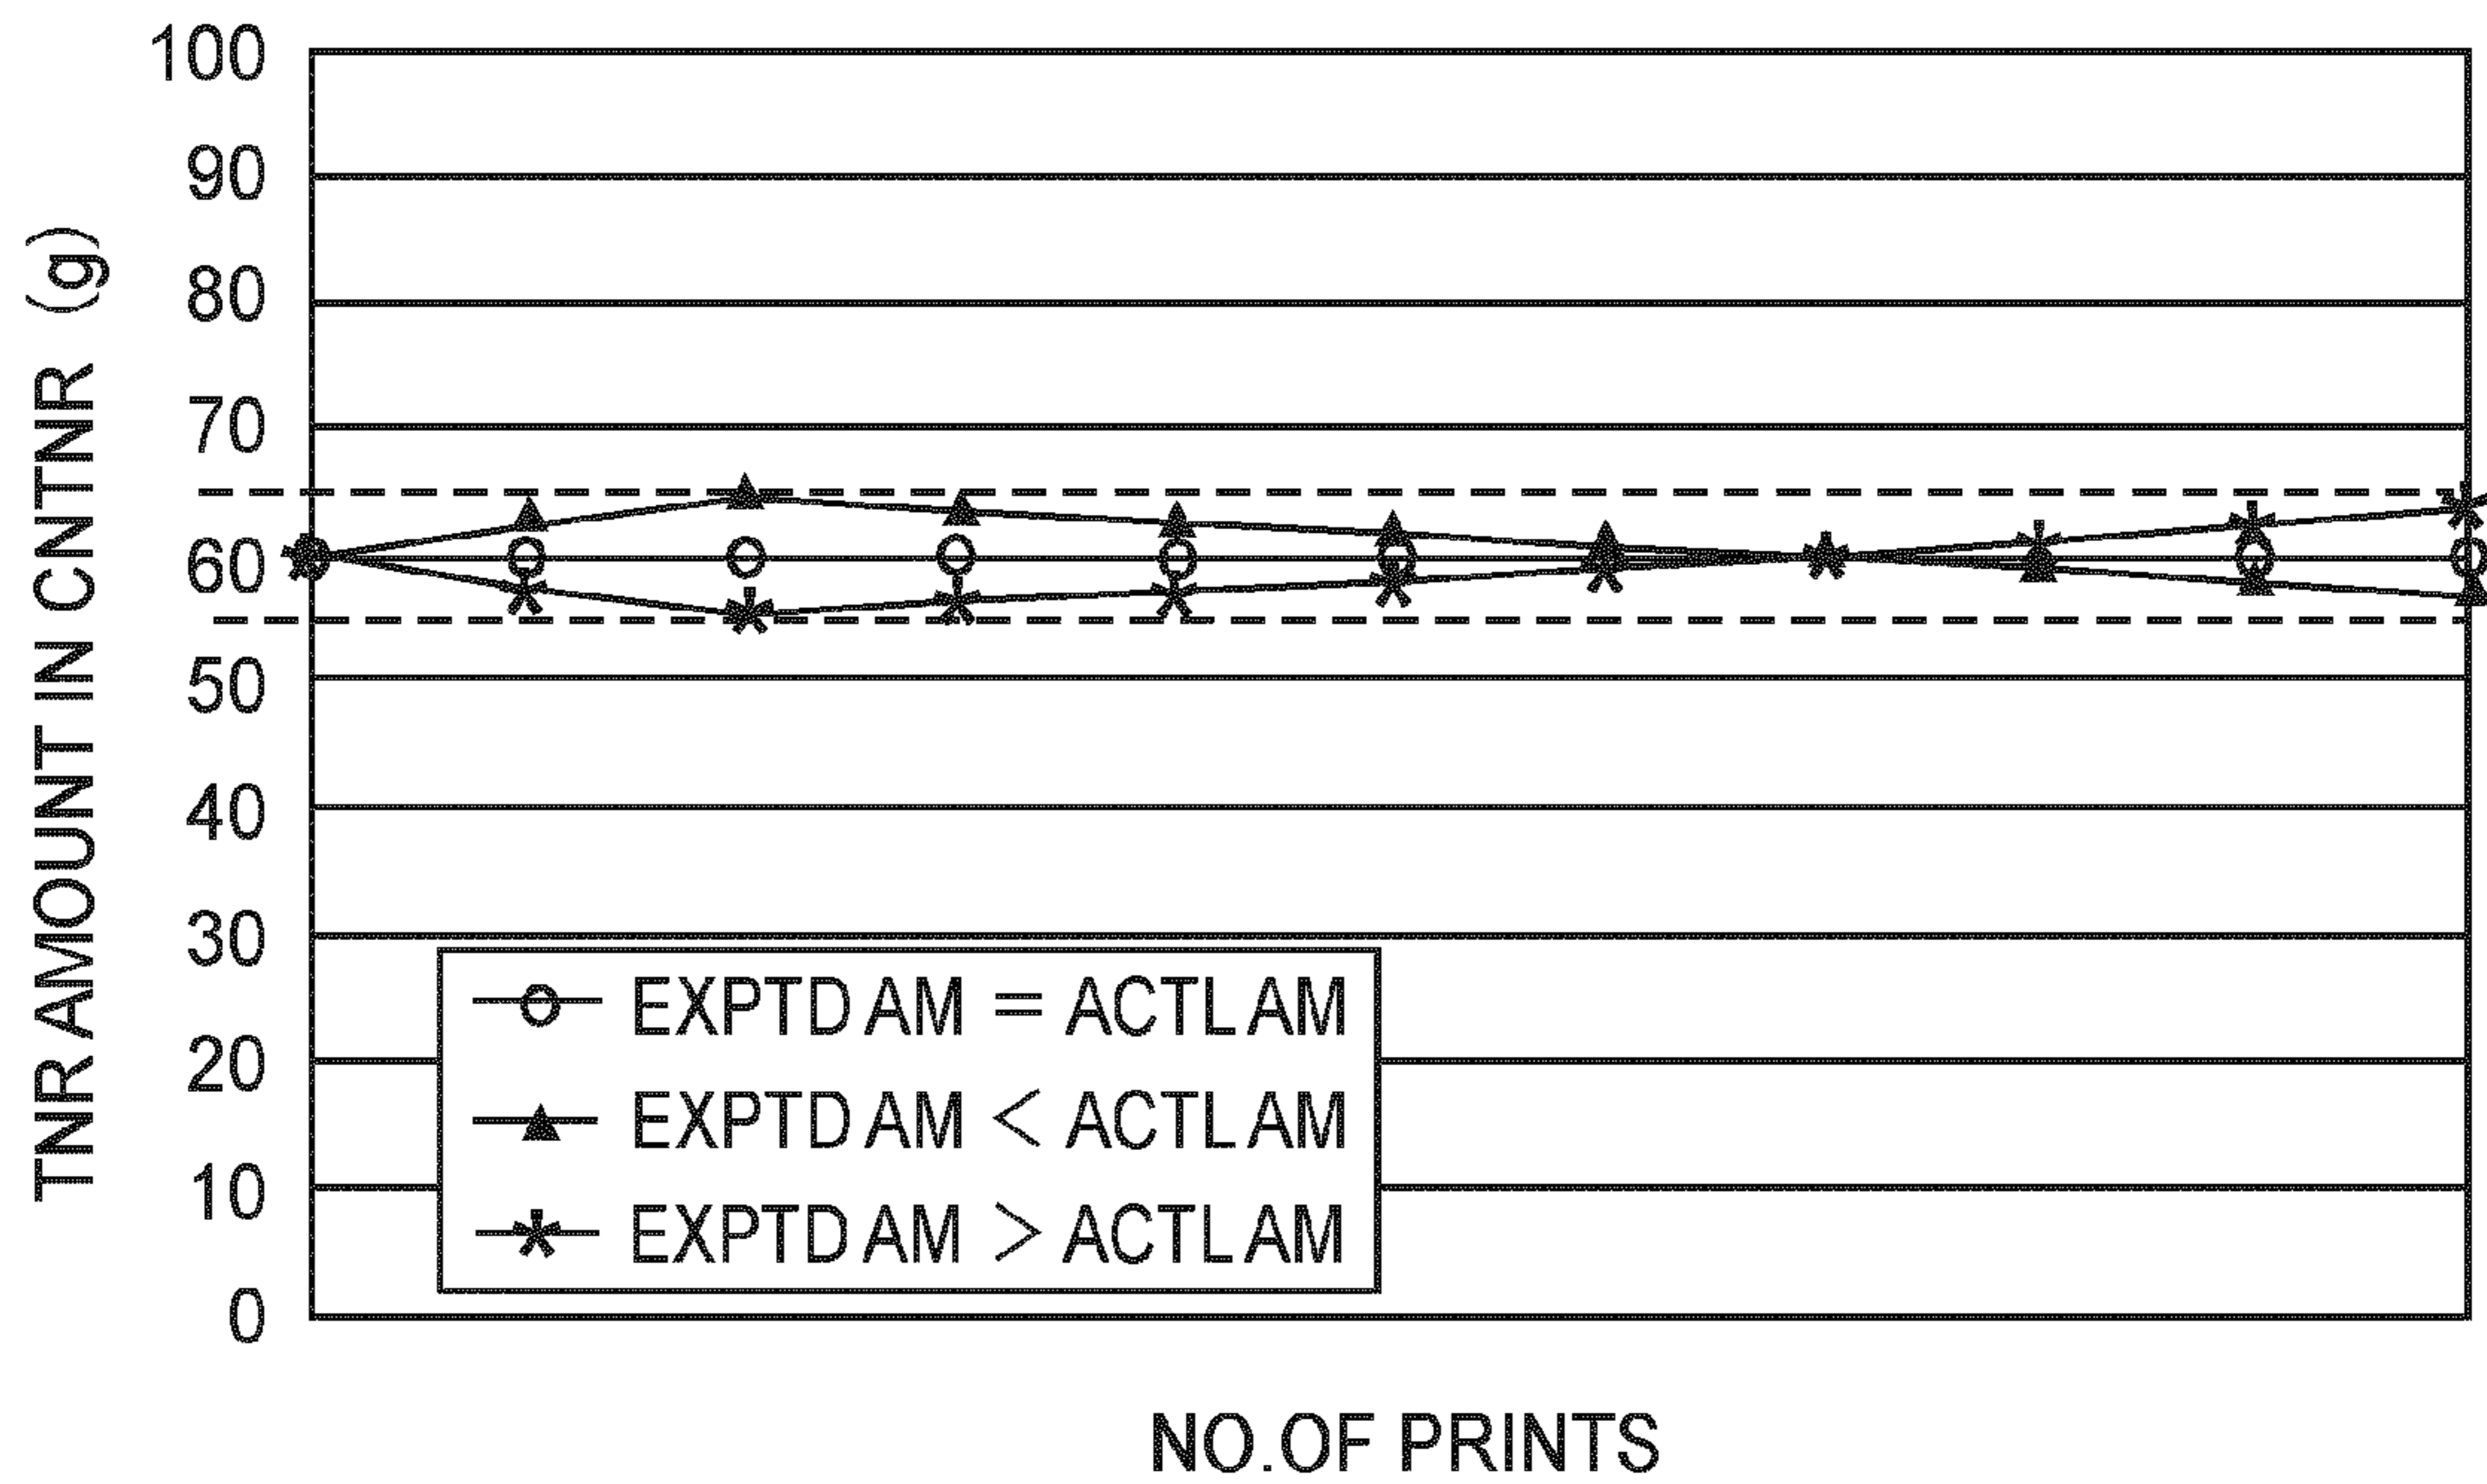 TNR AMOUNT IN CNTNR (g)
100
90
80
70
60
50
40
30
20
10
0
EXPTD AM = ACTL AM
EXPTD AM < ACTL AM
EXPTD AM > ACTL AM
NO.OF PRINTS